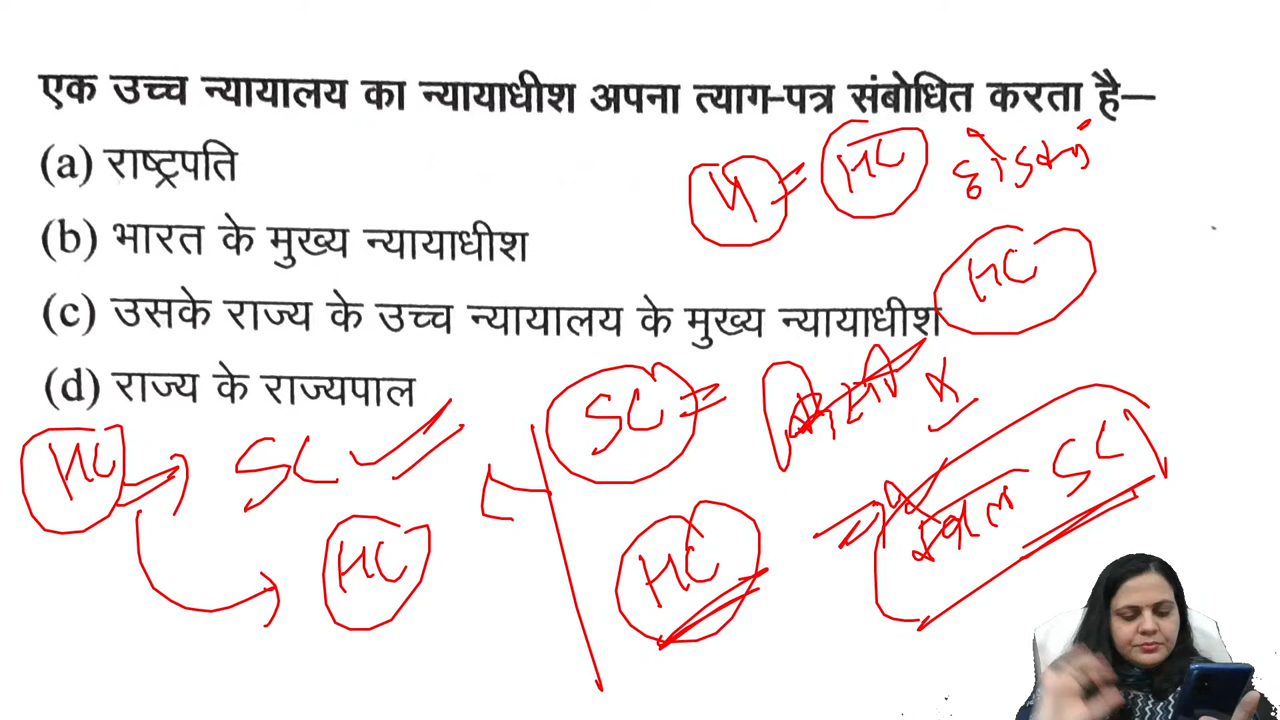 एक उच्च न्यायालय का न्यायाधीश अपना त्याग-पत्र संबोधित करता है—
(a) राष्ट्रपति
HC
(b) भारत के मुख्य न्यायाधीश
HC
(c) उसके राज्य के उच्च न्यायालय के मुख्य न्यायाधीश
(d) राज्य के राज्यपाल
SC =
HC SC
SC
HC
HC